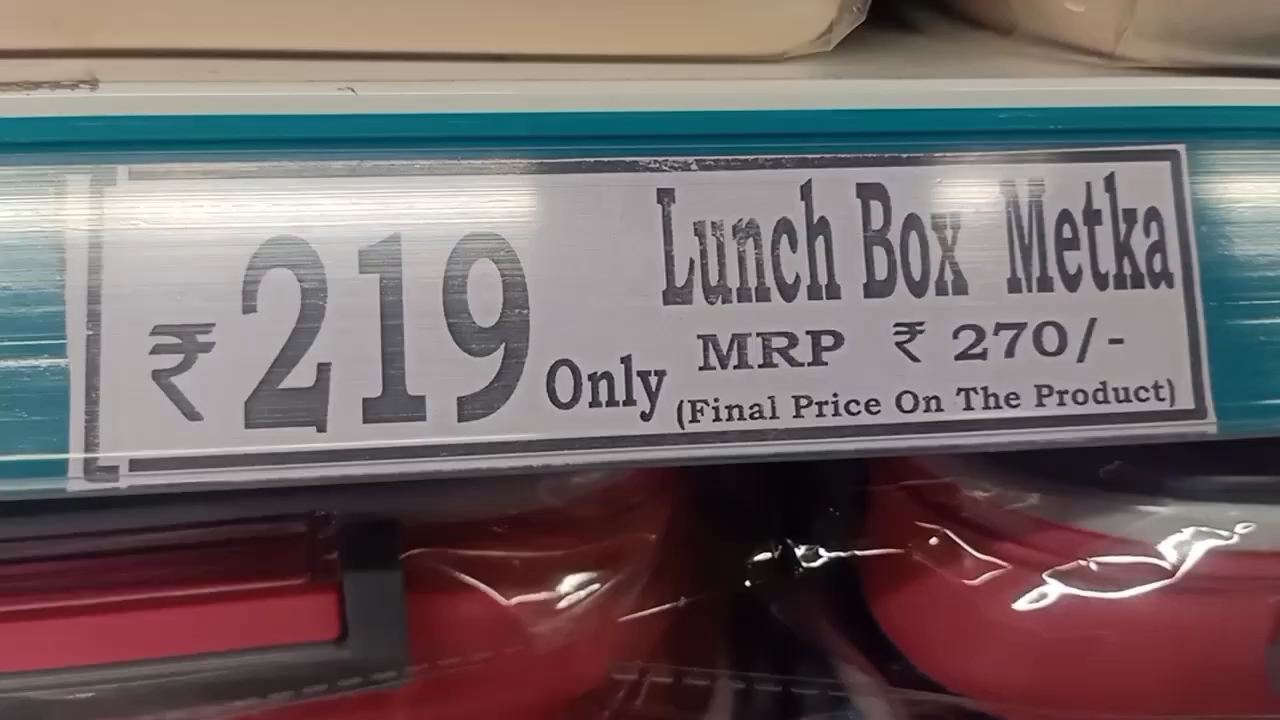 ₹219 Only
Lunch Box Metka
MRP ₹ 270/-
(Final Price On The Product)